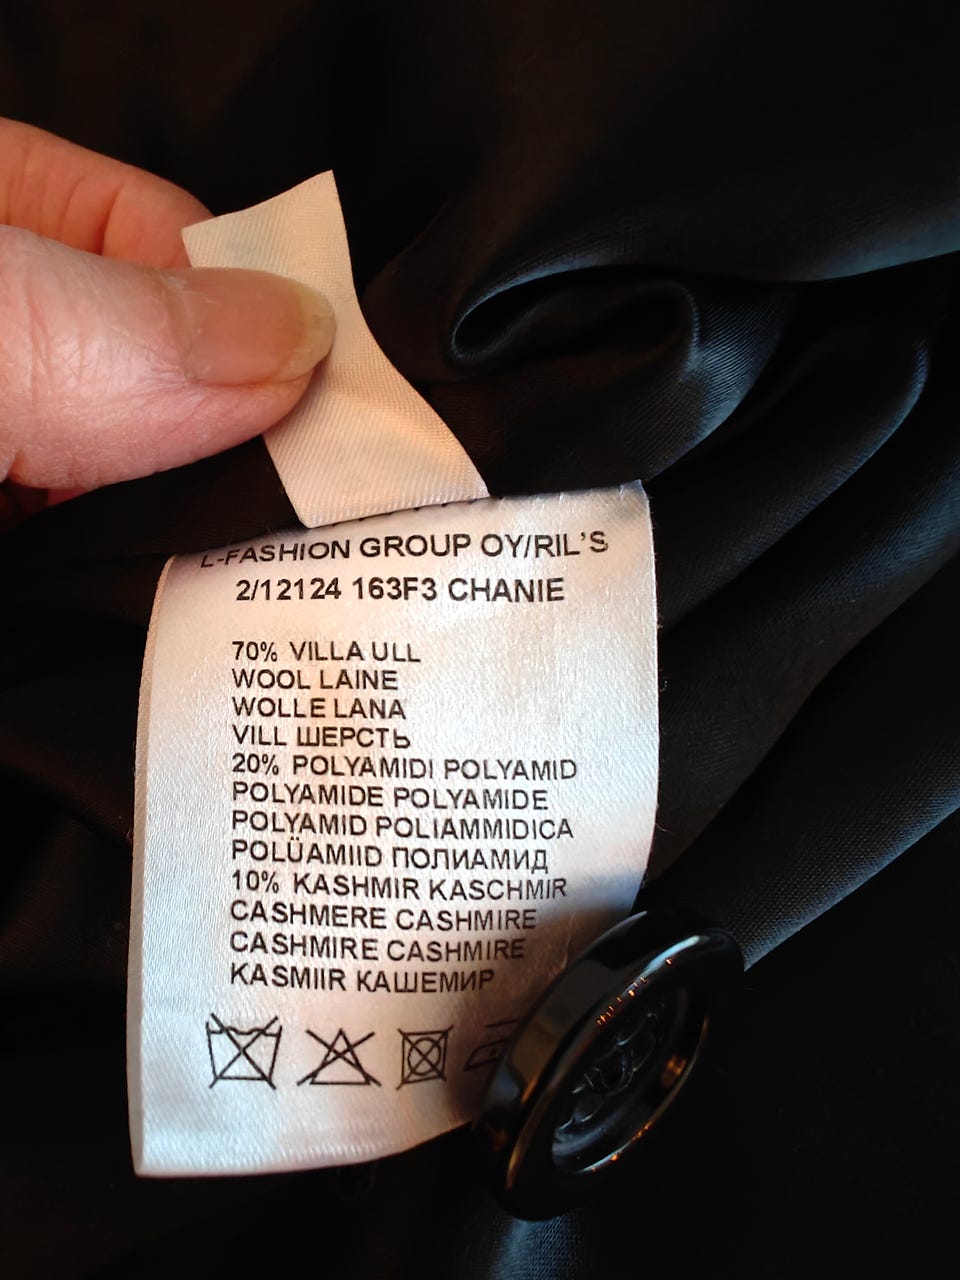 L-FASHION GROUP OY/RIL'S
2/12124 163F3 CHANIE
70% VILLA ULL
WOOL LAINE
WOLLE LANA
VILL ШЕРСТЬ
20% POLYAMIDI POLYAMID
POLYAMIDE POLYAMIDE
POLYAMID POLIAMMIDICA
POLÜAMIID ПОЛИАМИД
10% KASHMIR KASCHMIR
CASHMERE CASHMIRE
CASHMIRE CASHMIRE
KASMIIR КАШЕМИР